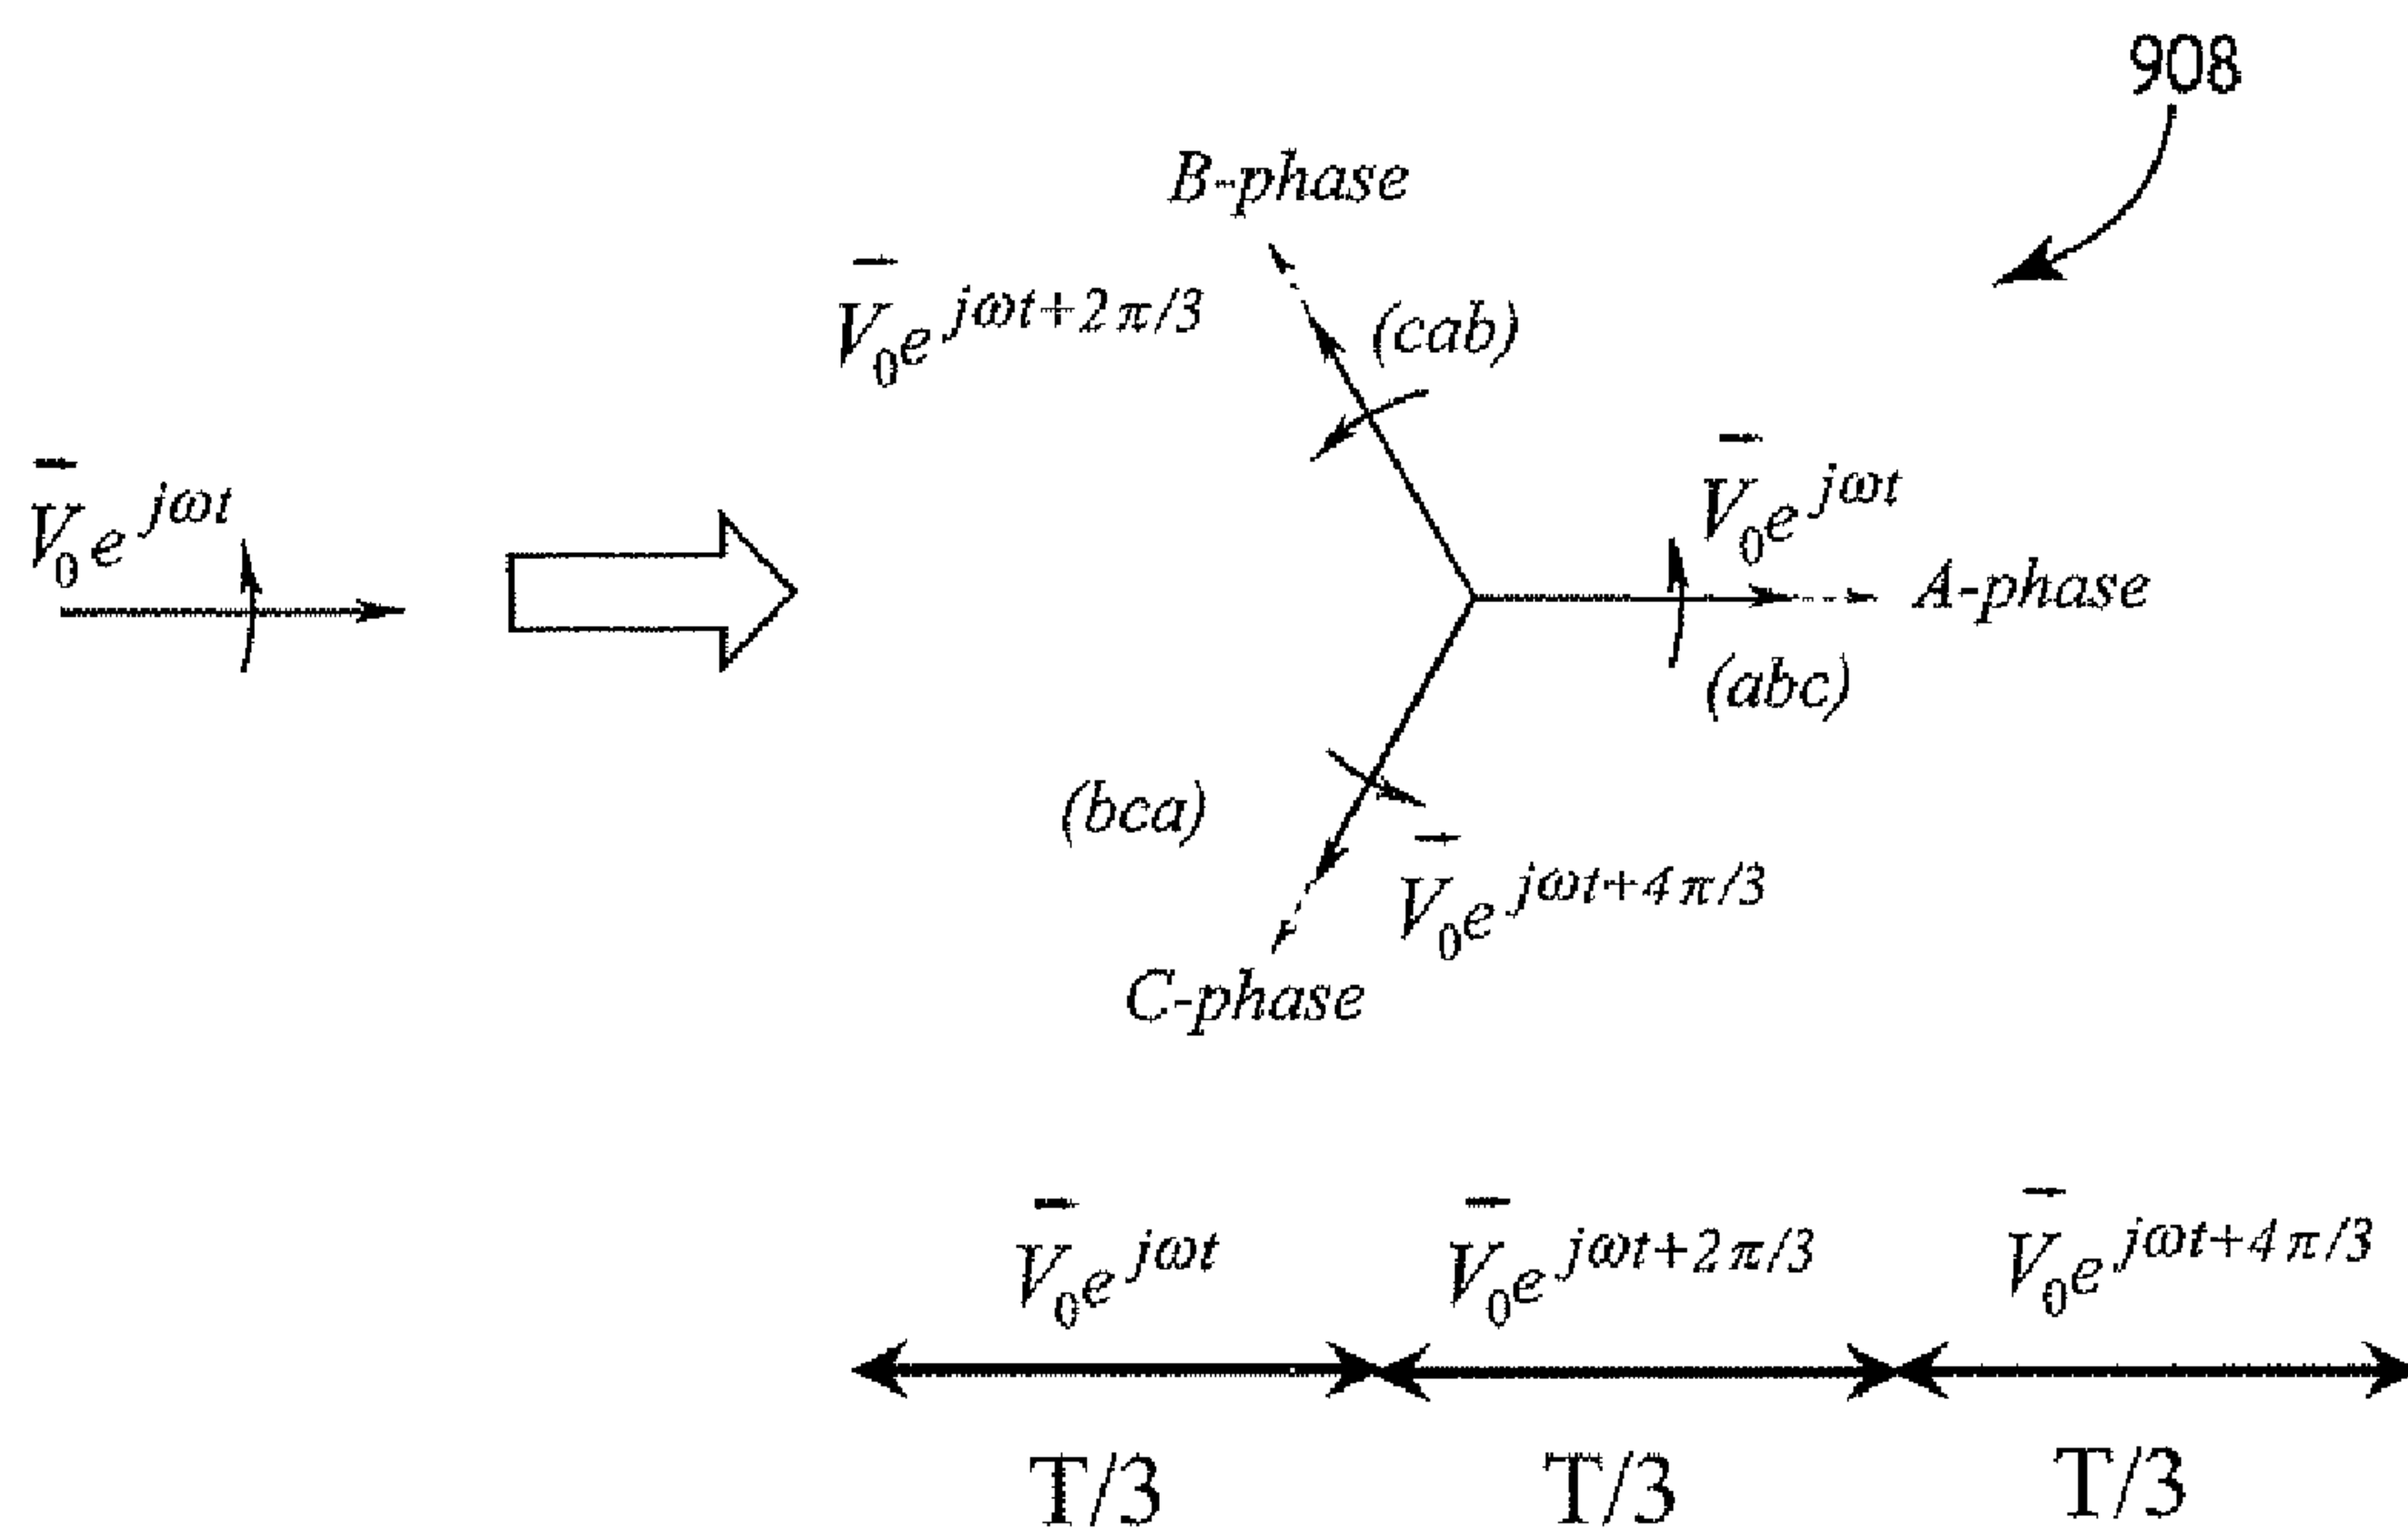 908
B-phase
V̄₀e^{jωt+2π/3}
(cab)
V̄₀e^{jωt}
V̄₀e^{jωt}
A-phase
(abc)
(bca)
V̄₀e^{jωt+4π/3}
C-phase
V̄₀e^{jωt} V̄₀e^{jωt+2π/3} V̄₀e^{jωt+4π/3}
T/3 T/3 T/3